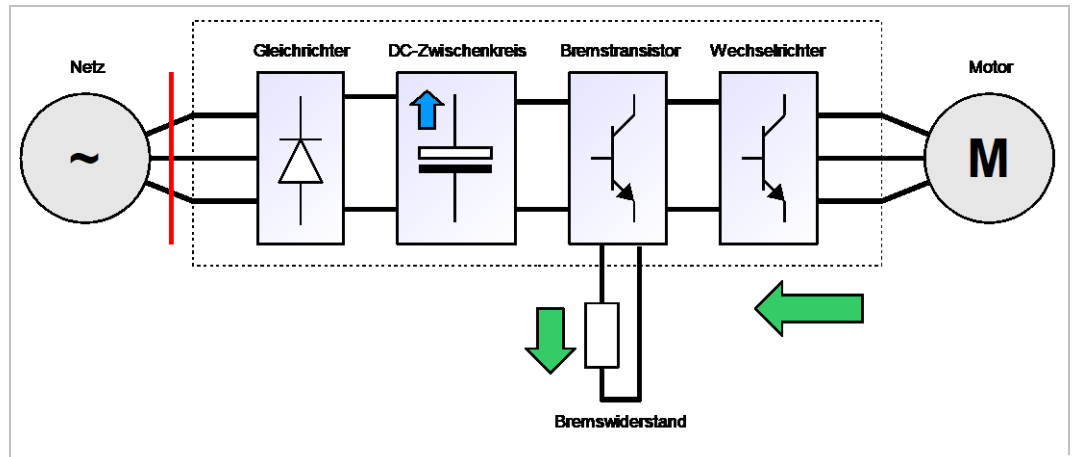 Gleichrichter
DC-Zwischenkreis
Bremstransistor
Wechselrichter
Netz
Motor
~
M
Bremswiderstand